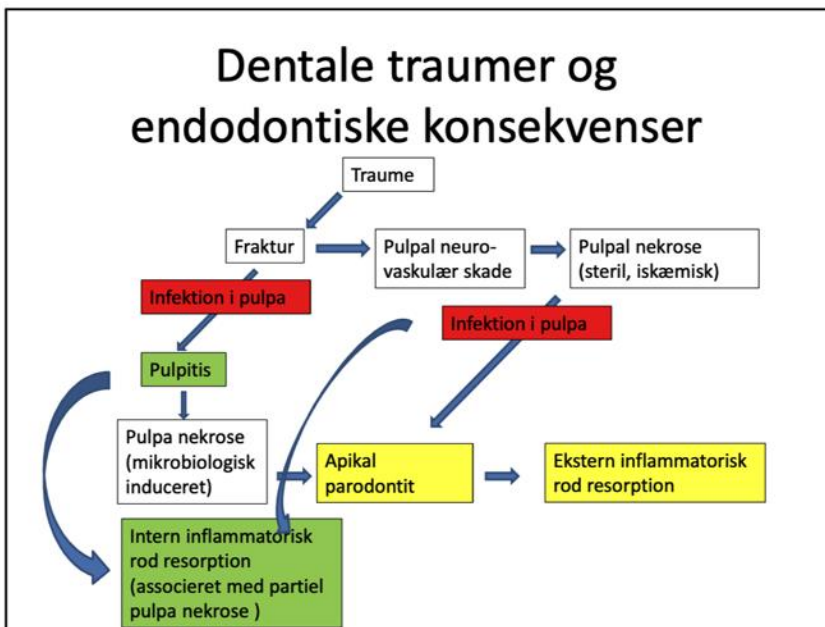 Dentale traumer og
endodontiske konsekvenser
Traume
Fraktur
Pulpal neuro-
vaskulær skade
Pulpal nekrose
(steril, iskæmisk)
Infektion i pulpa
Infektion i pulpa
Pulpitis
Pulpa nekrose
(mikrobiologisk
induceret)
Apikal
parodontit
Ekstern inflammatorisk
rod resorption
Intern inflammatorisk
rod resorption
(associeret med partiel
pulpa nekrose )